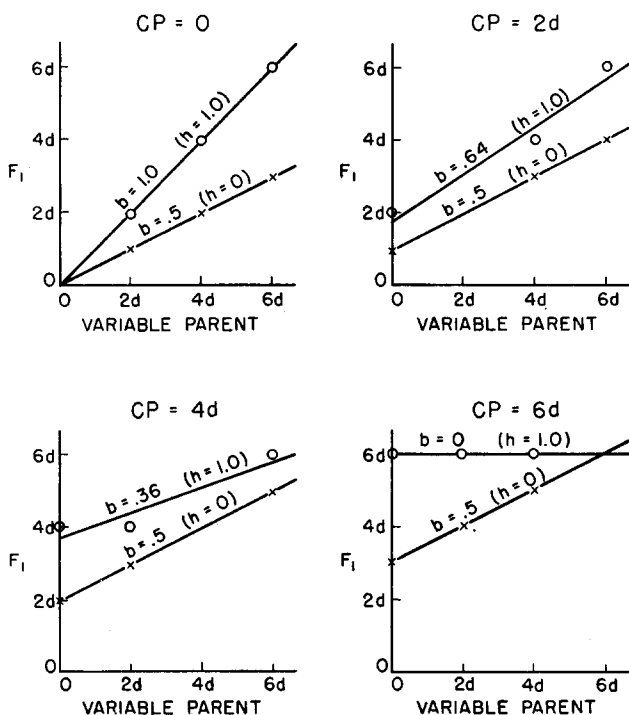 CP = 0
6d
4d
F1
2d
0
b = 1.0 (h = 1.0)
b = .5 (h = 0)
0 2d 4d 6d
VARIABLE PARENT
CP = 2d
6d
4d
F1
2d
0
b = .64 (h = 1.0)
b = .5 (h = 0)
0 2d 4d 6d
VARIABLE PARENT
CP = 4d
6d
4d
F1
2d
0
b = .36 (h = 1.0)
b = .5 (h = 0)
0 2d 4d 6d
VARIABLE PARENT
CP = 6d
6d
4d
F1
2d
0
b = 0 (h = 1.0)
b = .5 (h = 0)
0 2d 4d 6d
VARIABLE PARENT